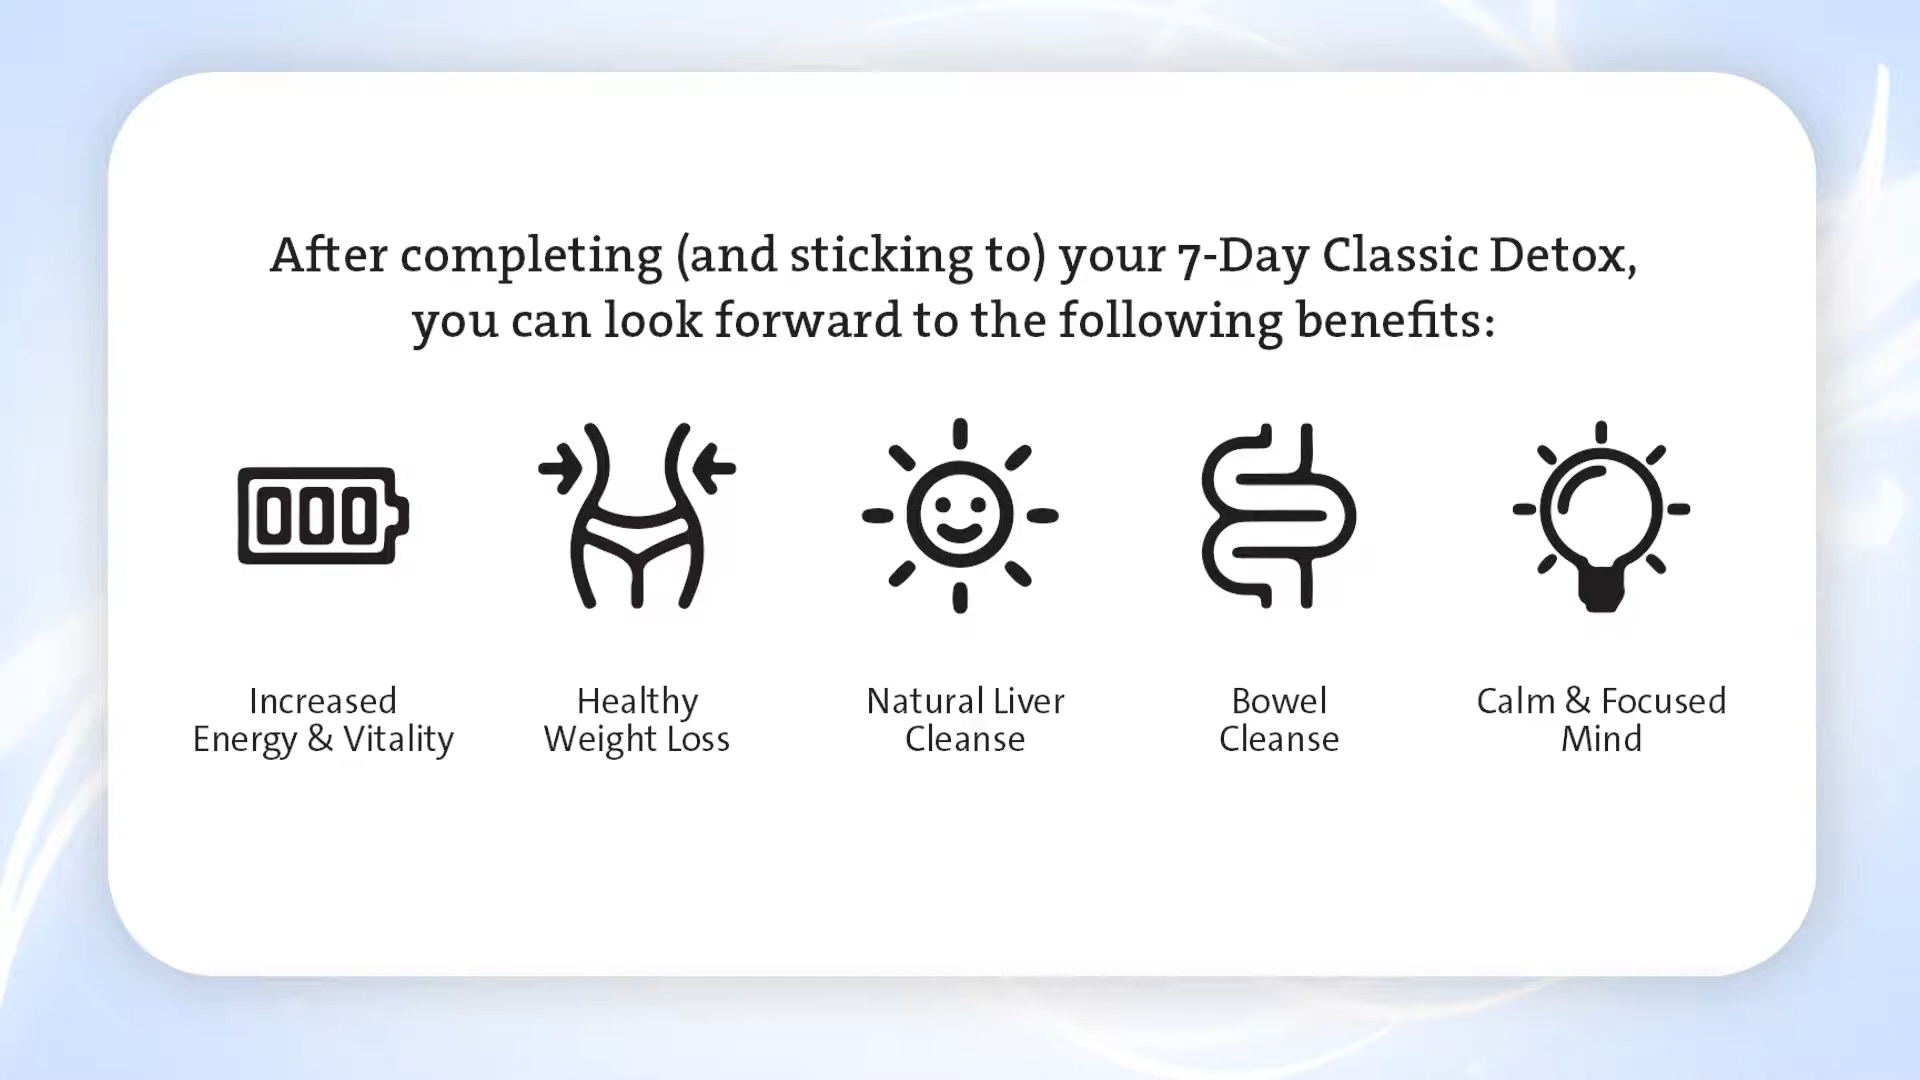 After completing (and sticking to) your 7-Day Classic Detox,
you can look forward to the following benefits:
Increased
Energy & Vitality
Healthy
Weight Loss
Natural Liver
Cleanse
Bowel
Cleanse
Calm & Focused
Mind